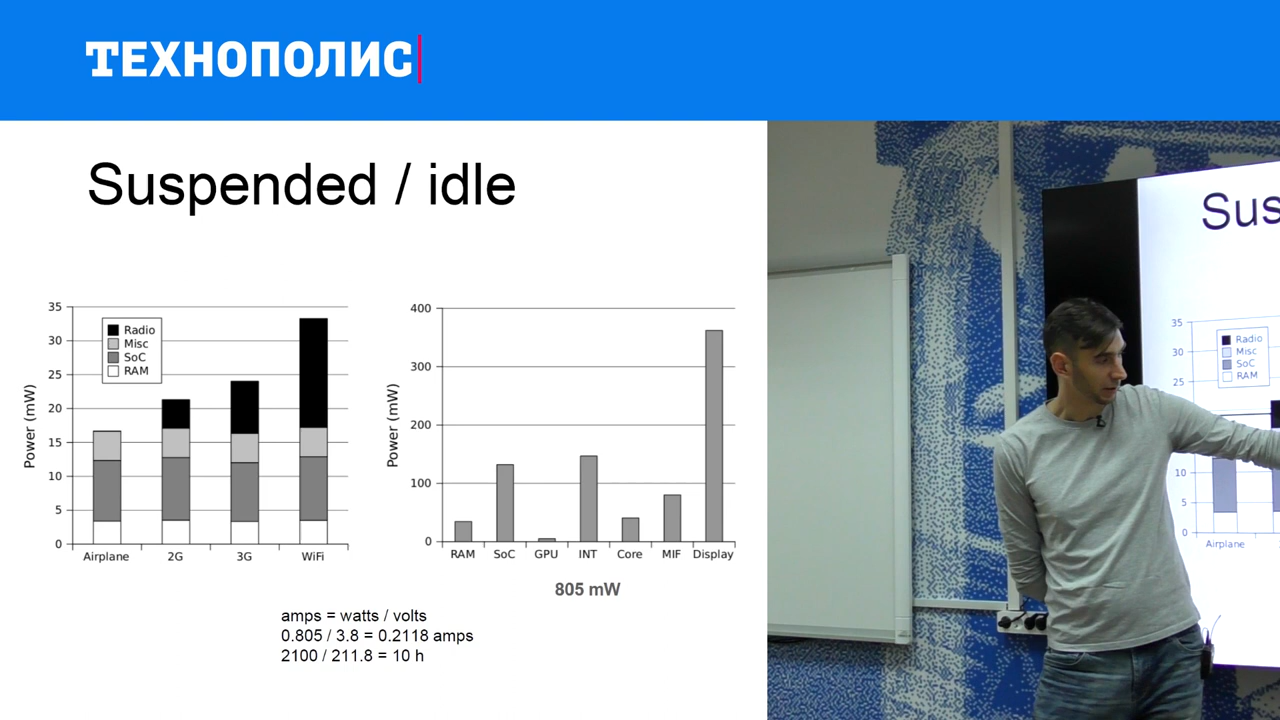 ТЕХНОПОЛИС
Suspended / idle
35
30
25
20
15
10
5
0
Power (mW)
Radio
Misc
SoC
RAM
Airplane 2G 3G WiFi
400
300
200
100
0
Power (mW)
RAM SoC GPU INT Core MIF Display
805 mW
amps = watts / volts
0.805 / 3.8 = 0.2118 amps
2100 / 211.8 = 10 h
Sus
35
30
25
10
5
0
Radio
Misc
SoC
RAM
Airplane